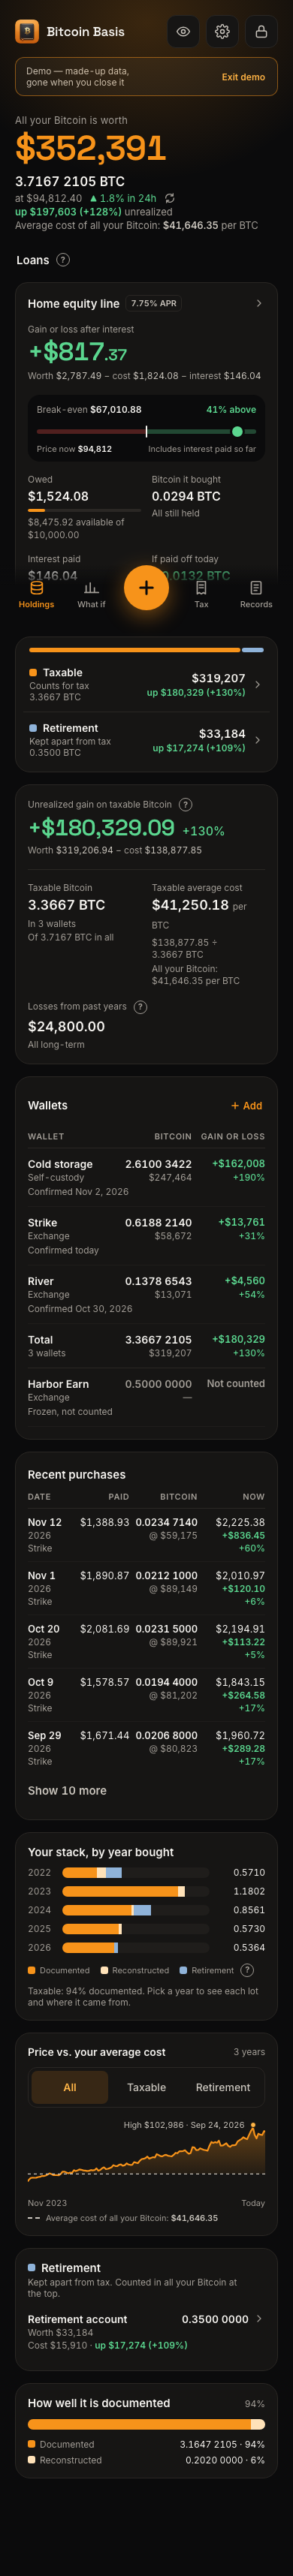 Bitcoin Basis
Demo — made-up data,
gone when you close it
Exit demo
All your Bitcoin is worth
$352,391
3.7167 2105 BTC
at $94,812.40 ▲ 1.8% in 24h
up $197,603 (+128%) unrealized
Average cost of all your Bitcoin: $41,646.35 per BTC
Loans ?
Home equity line 7.75% APR
Gain or loss after interest
+$817.37
Worth $2,787.49 − cost $1,824.08 − interest $146.04
Break-even $67,010.88 41% above
Price now $94,812 Includes interest paid so far
Owed Bitcoin it bought
$1,524.08 0.0294 BTC
$8,475.92 available of
$10,000.00
All still held
Interest paid If paid off today
$146.04 0.0132 BTC
Holdings What if + Tax Records
Taxable $319,207
Counts for tax up $180,329 (+130%)
3.3667 BTC
Retirement $33,184
Kept apart from tax up $17,274 (+109%)
0.3500 BTC
Unrealized gain on taxable Bitcoin ?
+$180,329.09 +130%
Worth $319,206.94 − cost $138,877.85
Taxable Bitcoin
3.3667 BTC
In 3 wallets
Of 3.7167 BTC in all
Taxable average cost
$41,250.18 per
BTC
$138,877.85 ÷
3.3667 BTC
All your Bitcoin:
$41,646.35 per BTC
Losses from past years ?
$24,800.00
All long-term
Wallets + Add
WALLET BITCOIN GAIN OR LOSS
Cold storage 2.6100 3422 +$162,008
Self-custody $247,464 +190%
Confirmed Nov 2, 2026
Strike 0.6188 2140 +$13,761
Exchange $58,672 +31%
Confirmed today
River 0.1378 6543 +$4,560
Exchange $13,071 +54%
Confirmed Oct 30, 2026
Total 3.3667 2105 +$180,329
3 wallets $319,207 +130%
Harbor Earn 0.5000 0000 Not counted
Exchange —
Frozen, not counted
Recent purchases
DATE PAID BITCOIN NOW
Nov 12 $1,388.93 0.0234 7140 $2,225.38
2026 @ $59,175 +$836.45
Strike +60%
Nov 1 $1,890.87 0.0212 1000 $2,010.97
2026 @ $89,149 +$120.10
Strike +6%
Oct 20 $2,081.69 0.0231 5000 $2,194.91
2026 @ $89,921 +$113.22
Strike +5%
Oct 9 $1,578.57 0.0194 4000 $1,843.15
2026 @ $81,202 +$264.58
Strike +17%
Sep 29 $1,671.44 0.0206 8000 $1,960.72
2026 @ $80,823 +$289.28
Strike +17%
Show 10 more
Your stack, by year bought
2022 0.5710
2023 1.1802
2024 0.8561
2025 0.5730
2026 0.5364
Documented Reconstructed Retirement ?
Taxable: 94% documented. Pick a year to see each lot
and where it came from.
Price vs. your average cost 3 years
All Taxable Retirement
High $102,986 · Sep 24, 2026
Nov 2023 Today
Average cost of all your Bitcoin: $41,646.35
Retirement
Kept apart from tax. Counted in all your Bitcoin at
the top.
Retirement account 0.3500 0000
Worth $33,184
Cost $15,910 · up $17,274 (+109%)
How well it is documented 94%
Documented 3.1647 2105 · 94%
Reconstructed 0.2020 0000 · 6%